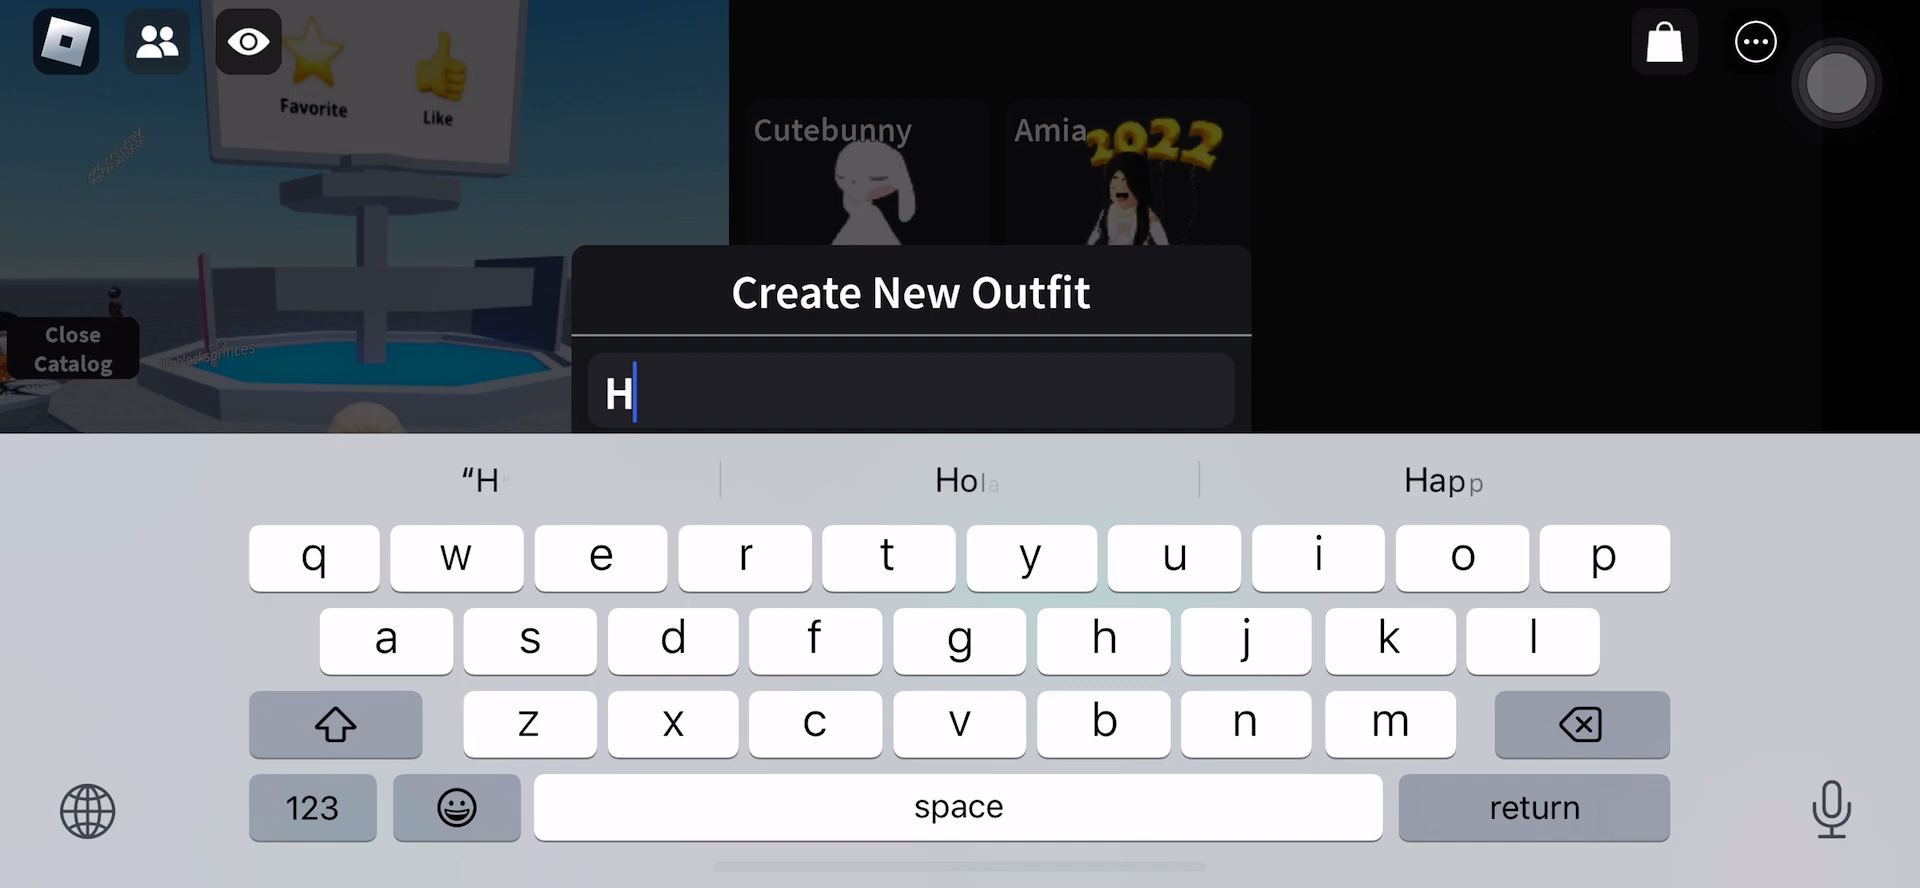 Favorite
Like
Cutebunny
Amia
2022
Close
Catalog
Create New Outfit
H
“H”
Hola
Happ
q w e r t y u i o p
a s d f g h j k l
z x c v b n m
123
space
return